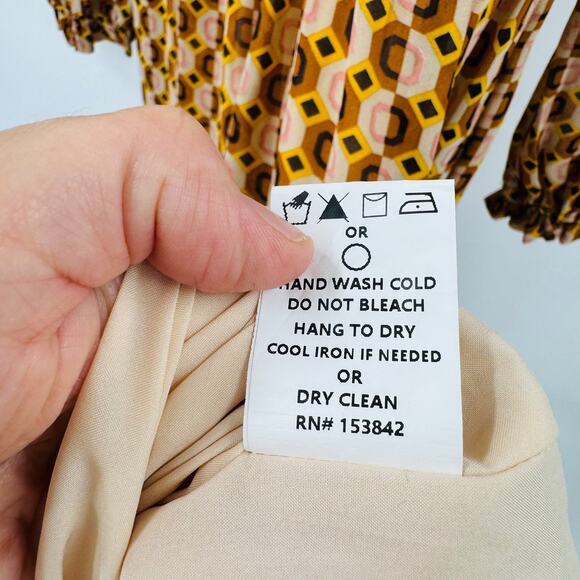 OR
HAND WASH COLD
DO NOT BLEACH
HANG TO DRY
COOL IRON IF NEEDED
OR
DRY CLEAN
RN# 153842